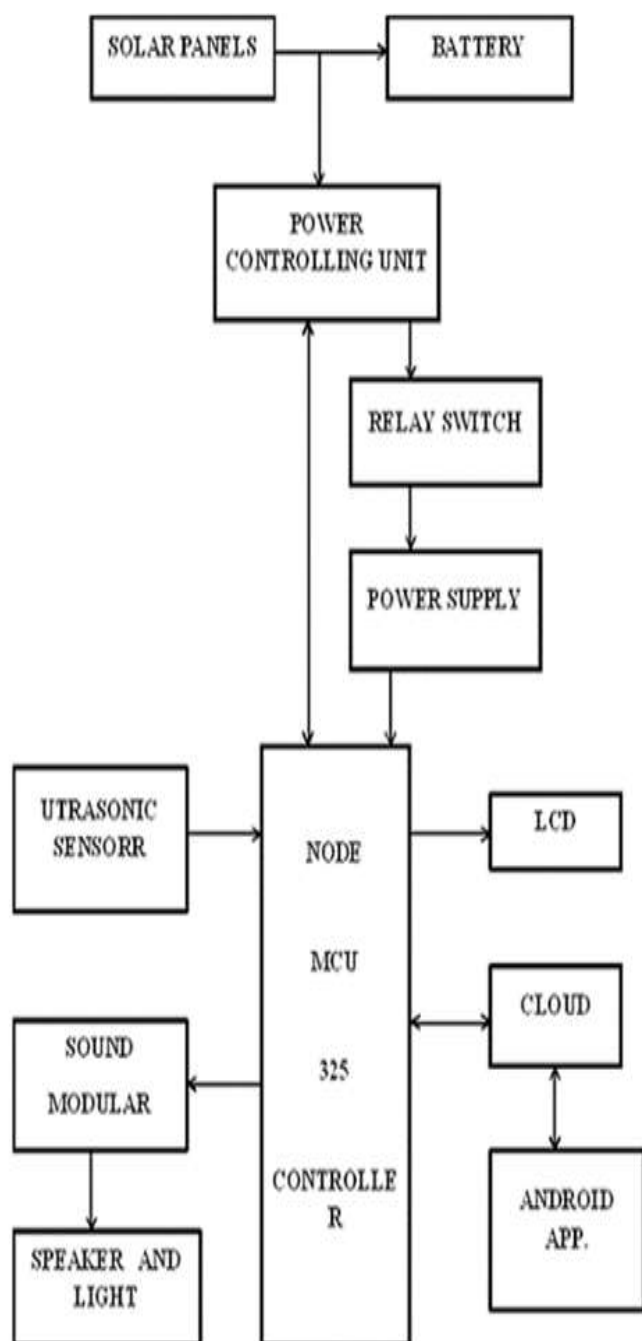 SOLAR PANELS
BATTERY
POWER
CONTROLLING UNIT
RELAY SWITCH
POWER SUPPLY
UTRASONIC
SENSORR
NODE
MCU
325
CONTROLLE
R
LCD
CLOUD
SOUND
MODULAR
ANDROID
APP.
SPEAKER AND
LIGHT